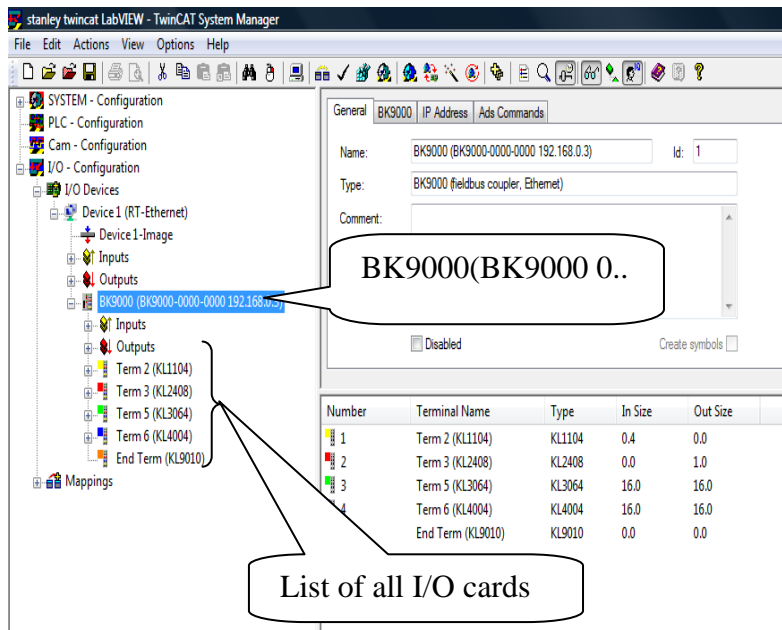 stanley twincat LabVIEW - TwinCAT System Manager
File Edit Actions View Options Help
SYSTEM - Configuration
PLC - Configuration
Cam - Configuration
I/O - Configuration
I/O Devices
Device 1 (RT-Ethernet)
Device 1-Image
Inputs
Outputs
BK9000 (BK9000-0000-0000 192.168.0.3)
Inputs
Outputs
Term 2 (KL1104)
Term 3 (KL2408)
Term 5 (KL3064)
Term 6 (KL4004)
End Term (KL9010)
Mappings
General BK9000 IP Address Ads Commands
Name: BK9000 (BK9000-0000-0000 192.168.0.3) Id: 1
Type: BK9000 (fieldbus coupler, Ethernet)
Comment:
BK9000(BK9000 0..
Disabled Create symbols
Number Terminal Name Type In Size Out Size
1 Term 2 (KL1104) KL1104 0.4 0.0
2 Term 3 (KL2408) KL2408 0.0 1.0
3 Term 5 (KL3064) KL3064 16.0 16.0
4 Term 6 (KL4004) KL4004 16.0 16.0
End Term (KL9010) KL9010 0.0 0.0
List of all I/O cards